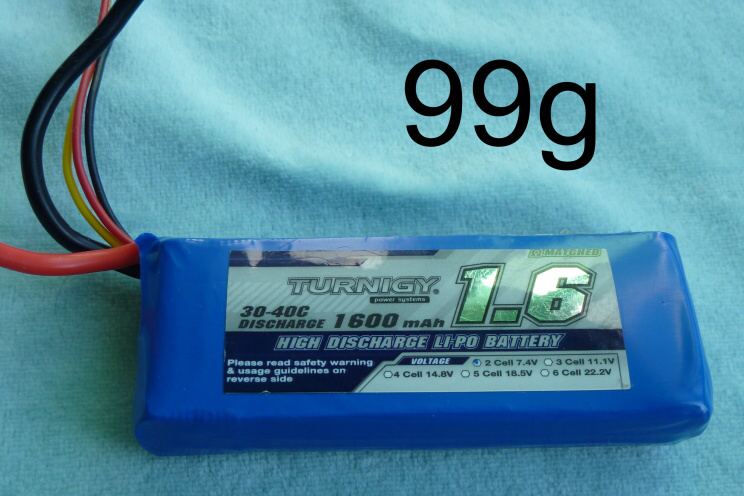 99g
MATCHED
TURNIGY
power systems
1.6
30-40C
DISCHARGE 1600 mAh
HIGH DISCHARGE LI-PO BATTERY
Please read safety warning
& usage guidelines on
reverse side
VOLTAGE
2 Cell 7.4V
3 Cell 11.1V
4 Cell 14.8V
5 Cell 18.5V
6 Cell 22.2V